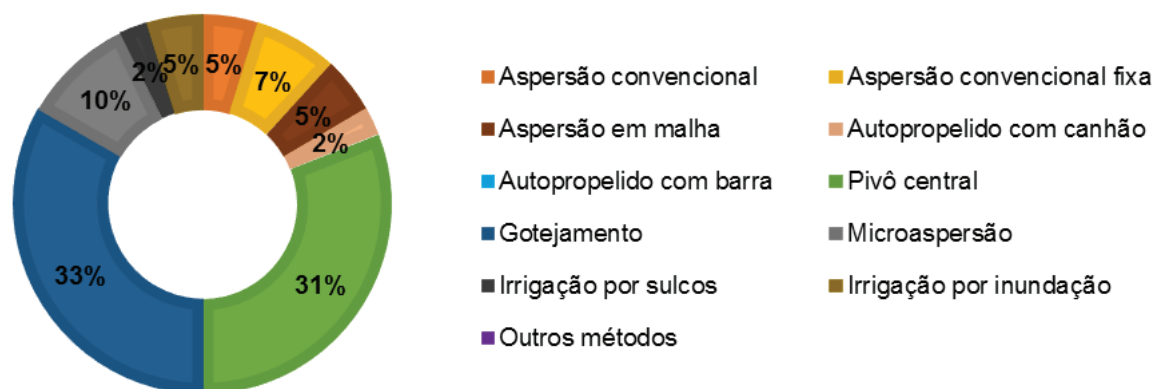 5%
7%
5%
2%
31%
33%
10%
2%
5%
Aspersão convencional
Aspersão convencional fixa
Aspersão em malha
Autopropelido com canhão
Autopropelido com barra
Pivô central
Gotejamento
Microaspersão
Irrigação por sulcos
Irrigação por inundação
Outros métodos